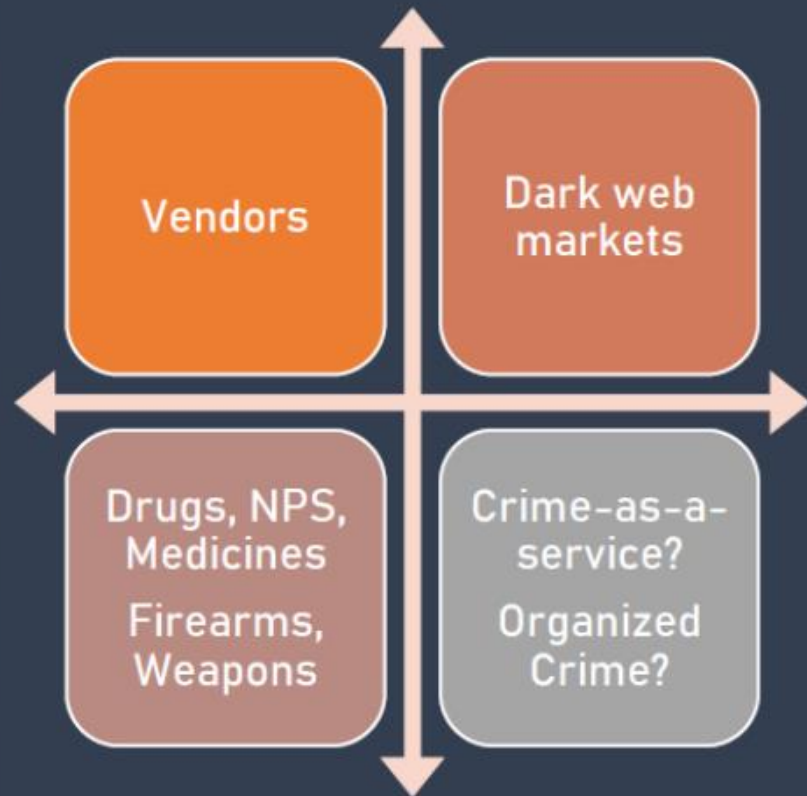 Vendors
Dark web
markets
Drugs, NPS,
Medicines
Firearms,
Weapons
Crime-as-a-
service?
Organized
Crime?